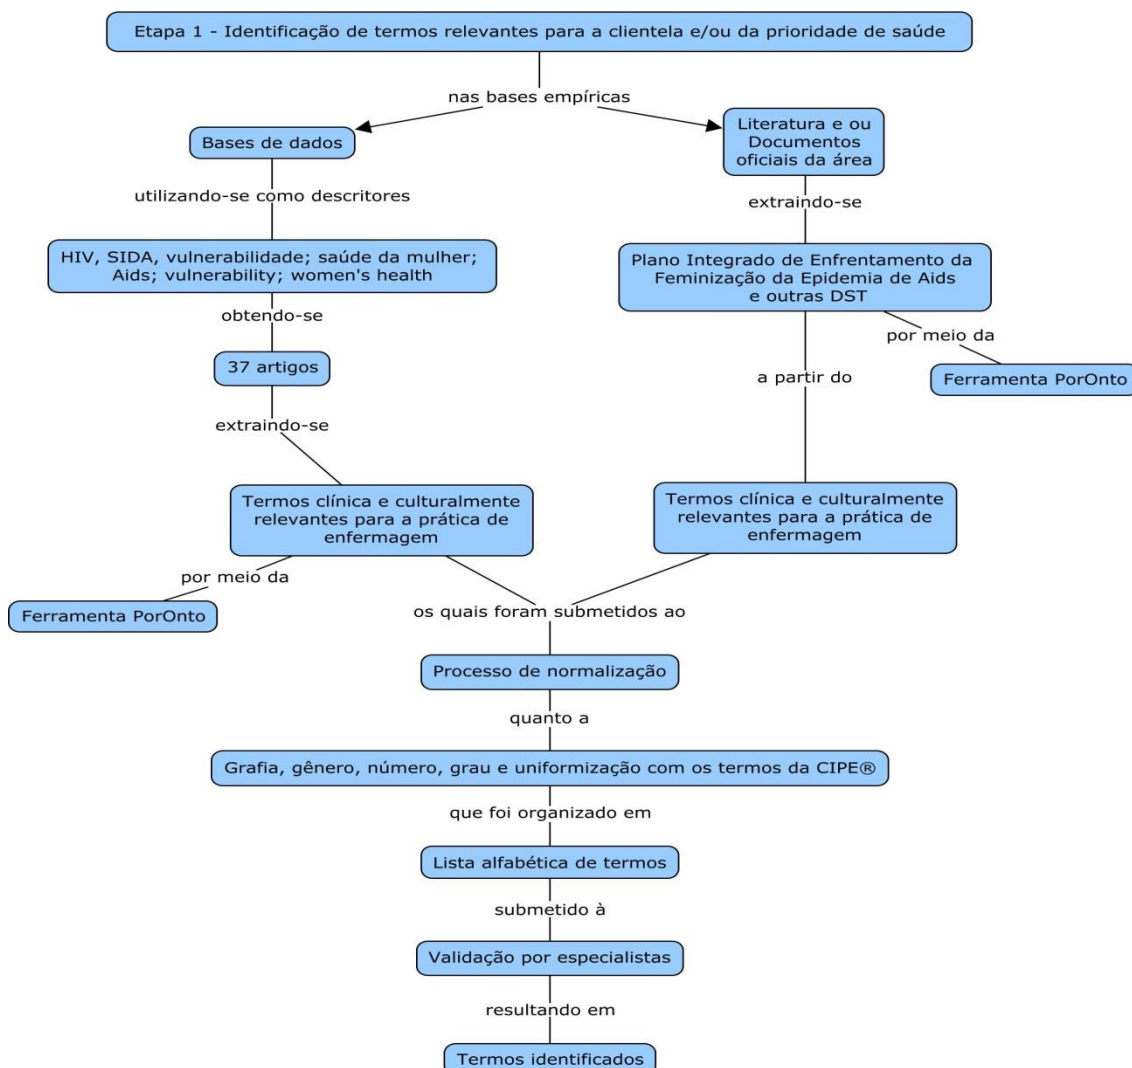 Etapa 1 - Identificação de termos relevantes para a clientela e/ou da prioridade de saúde
nas bases empíricas
Bases de dados
Literatura e ou
Documentos
oficiais da área
utilizando-se como descritores
extraindo-se
HIV, SIDA, vulnerabilidade; saúde da mulher;
Aids; vulnerability; women's health
Plano Integrado de Enfrentamento da
Feminização da Epidemia de Aids
e outras DST
obtendo-se
por meio da
37 artigos
a partir do
Ferramenta PorOnto
extraindo-se
Termos clínica e culturalmente
relevantes para a prática de
enfermagem
Termos clínica e culturalmente
relevantes para a prática de
enfermagem
por meio da
Ferramenta PorOnto
os quais foram submetidos ao
Processo de normalização
quanto a
Grafia, gênero, número, grau e uniformização com os termos da CIPE®
que foi organizado em
Lista alfabética de termos
submetido à
Validação por especialistas
resultando em
Termos identificados